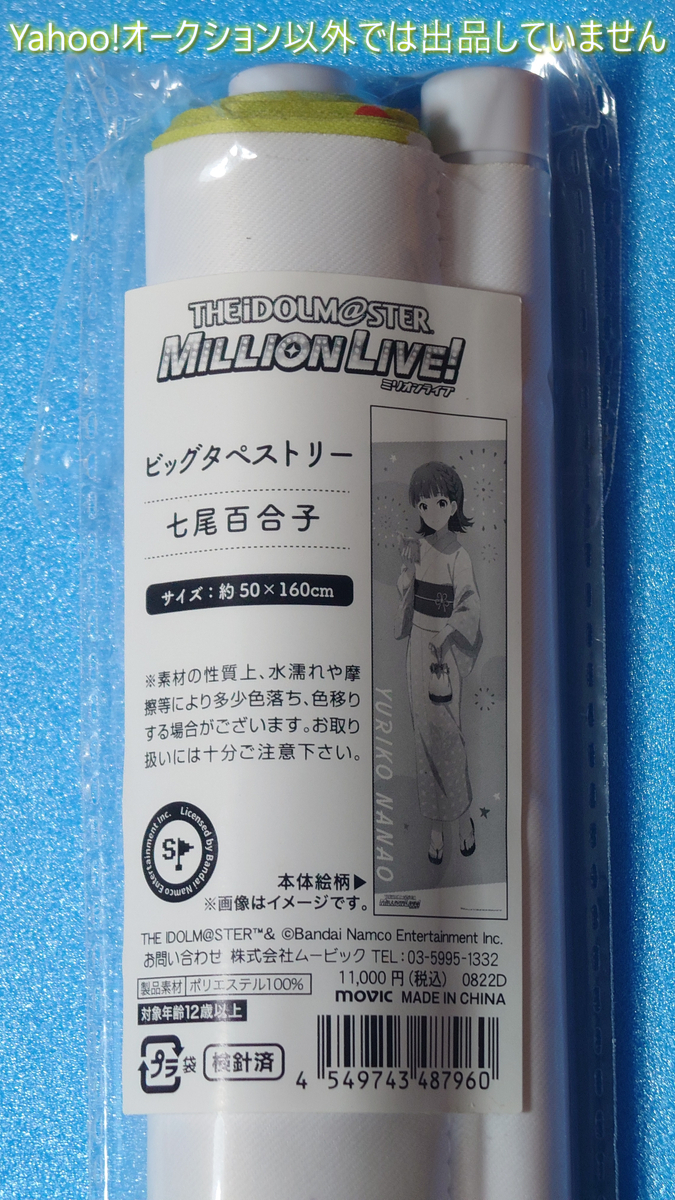 Yahoo!オークション以外では出品していません
THE iDOLM@STER
MILLION LIVE!
ミリオンライブ
ビッグタペストリー
七尾百合子
サイズ：約50×160cm
※素材の性質上、水濡れや摩
擦等により多少色落ち、色移り
する場合がございます。お取り
扱いには十分ご注意下さい。
YURIKO NANAO
Licensed by Bandai Namco Entertainment Inc.
本体絵柄▶
※画像はイメージです。
THE IDOLM@STER™& ©Bandai Namco Entertainment Inc.
お問い合わせ 株式会社ムービック TEL：03-5995-1332
11,000円（税込） 0822D
製品素材 ポリエステル100%
movic MADE IN CHINA
対象年齢12歳以上
プラ 袋 検針済
4 549743 487960